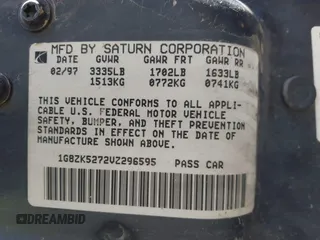 MFD BY SATURN CORPORATION
DATE GVWR GAWR FRT GAWR RR
02/97 3335LB 1702LB 1633LB
1513KG 0772KG 0741KG
THIS VEHICLE CONFORMS TO ALL APPLI-
CABLE U.S. FEDERAL MOTOR VEHICLE
SAFETY, BUMPER, AND THEFT PREVENTION
STANDARDS IN EFFECT ON THE DATE OF
MANUFACTURE SHOWN ABOVE.
1G8ZK5272VZ296595 PASS CAR
DREAMBID